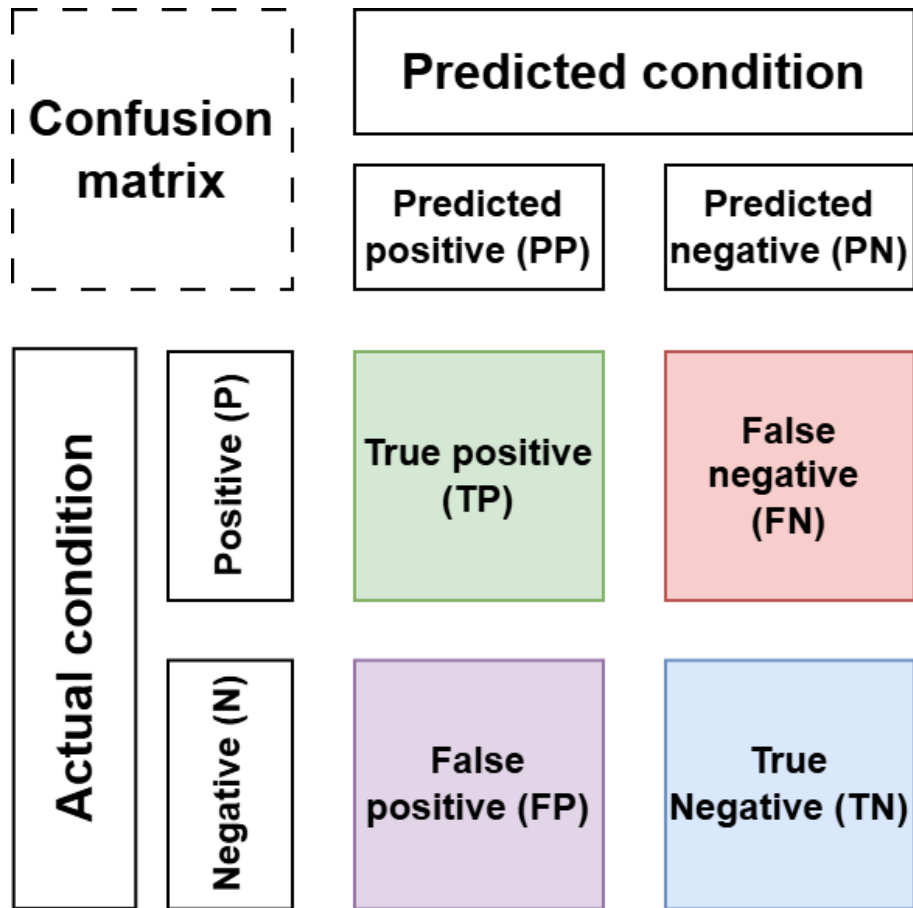 Confusion
matrix
Predicted condition
Predicted
positive (PP)
Predicted
negative (PN)
Actual condition
Positive (P)
True positive
(TP)
False
negative
(FN)
Negative (N)
False
positive (FP)
True
Negative (TN)